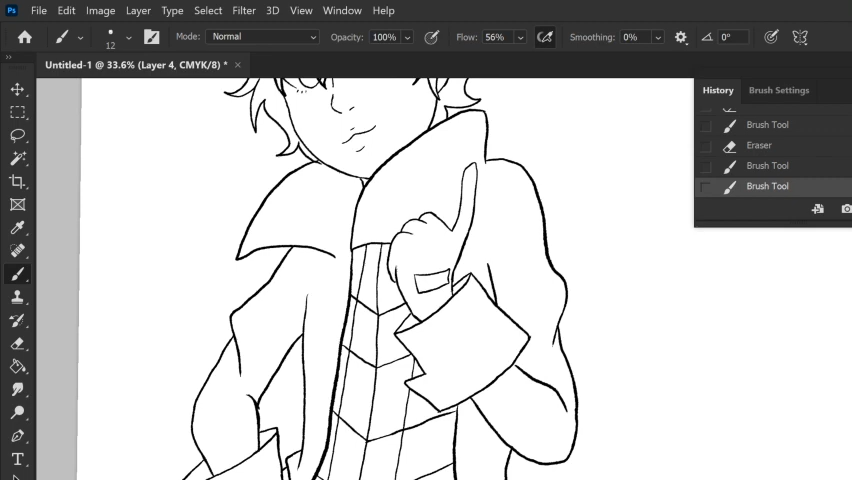 Ps File Edit Image Layer Type Select Filter 3D View Window Help
12 Mode: Normal Opacity: 100% Flow: 56% Smoothing: 0% 0°
Untitled-1 @ 33.6% (Layer 4, CMYK/8) * ×
History Brush Settings
Brush Tool
Eraser
Brush Tool
Brush Tool
T